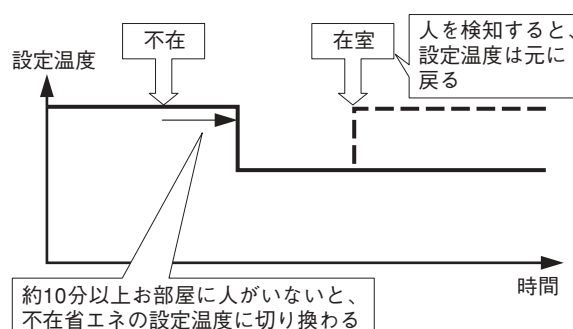 不在
在室
人を検知すると、
設定温度は元に
戻る
設定温度
時間
約10分以上お部屋に人がいないと、
不在省エネの設定温度に切り換わる